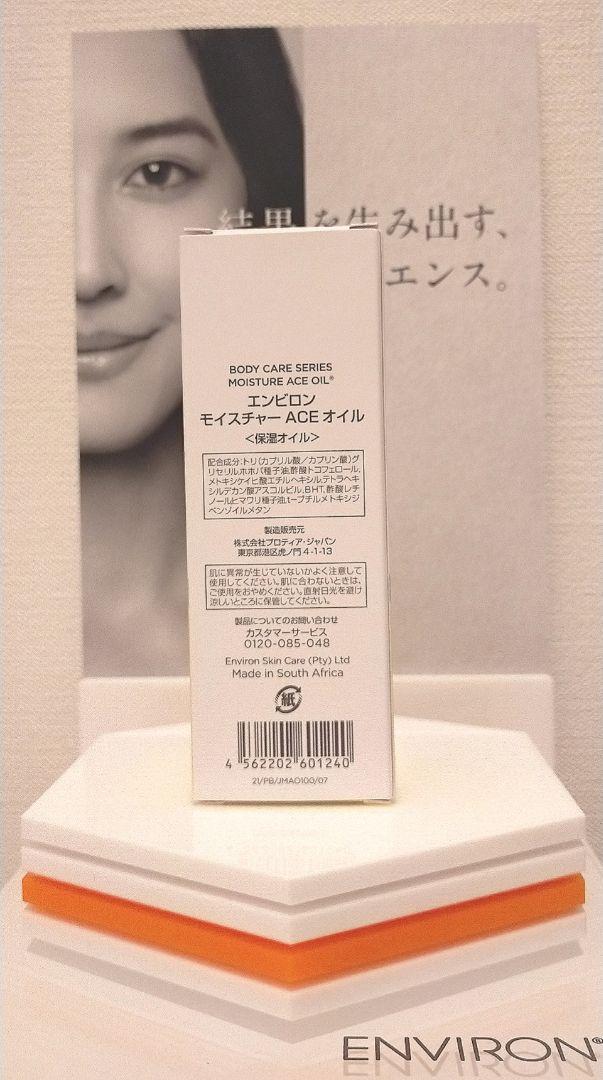 結果を生み出す、
エンス。
BODY CARE SERIES
MOISTURE ACE OIL®
エンビロン
モイスチャー ACE オイル
<保湿オイル>
配合成分:トリ(カプリル酸/カプリン酸)グ
リセリル,ホホバ種子油,酢酸トコフェロール,
メトキシケイヒ酸エチルヘキシル,テトラヘキ
シルデカン酸アスコルビル,BHT,酢酸レチ
ノール,ヒマワリ種子油,t-ブチルメトキシジ
ベンゾイルメタン
製造販売元
株式会社プロティア・ジャパン
東京都港区虎ノ門 4-1-13
肌に異常が生じていないかよく注意して
使用してください。肌に合わないときは、
ご使用をおやめください。直射日光を避け
涼しいところに保管してください。
製品についてのお問い合わせ
カスタマーサービス
0120-085-048
Environ Skin Care (Pty) Ltd
Made in South Africa
紙
4 562202 601240
21/PB/JMAO100/07
ENVIRON®